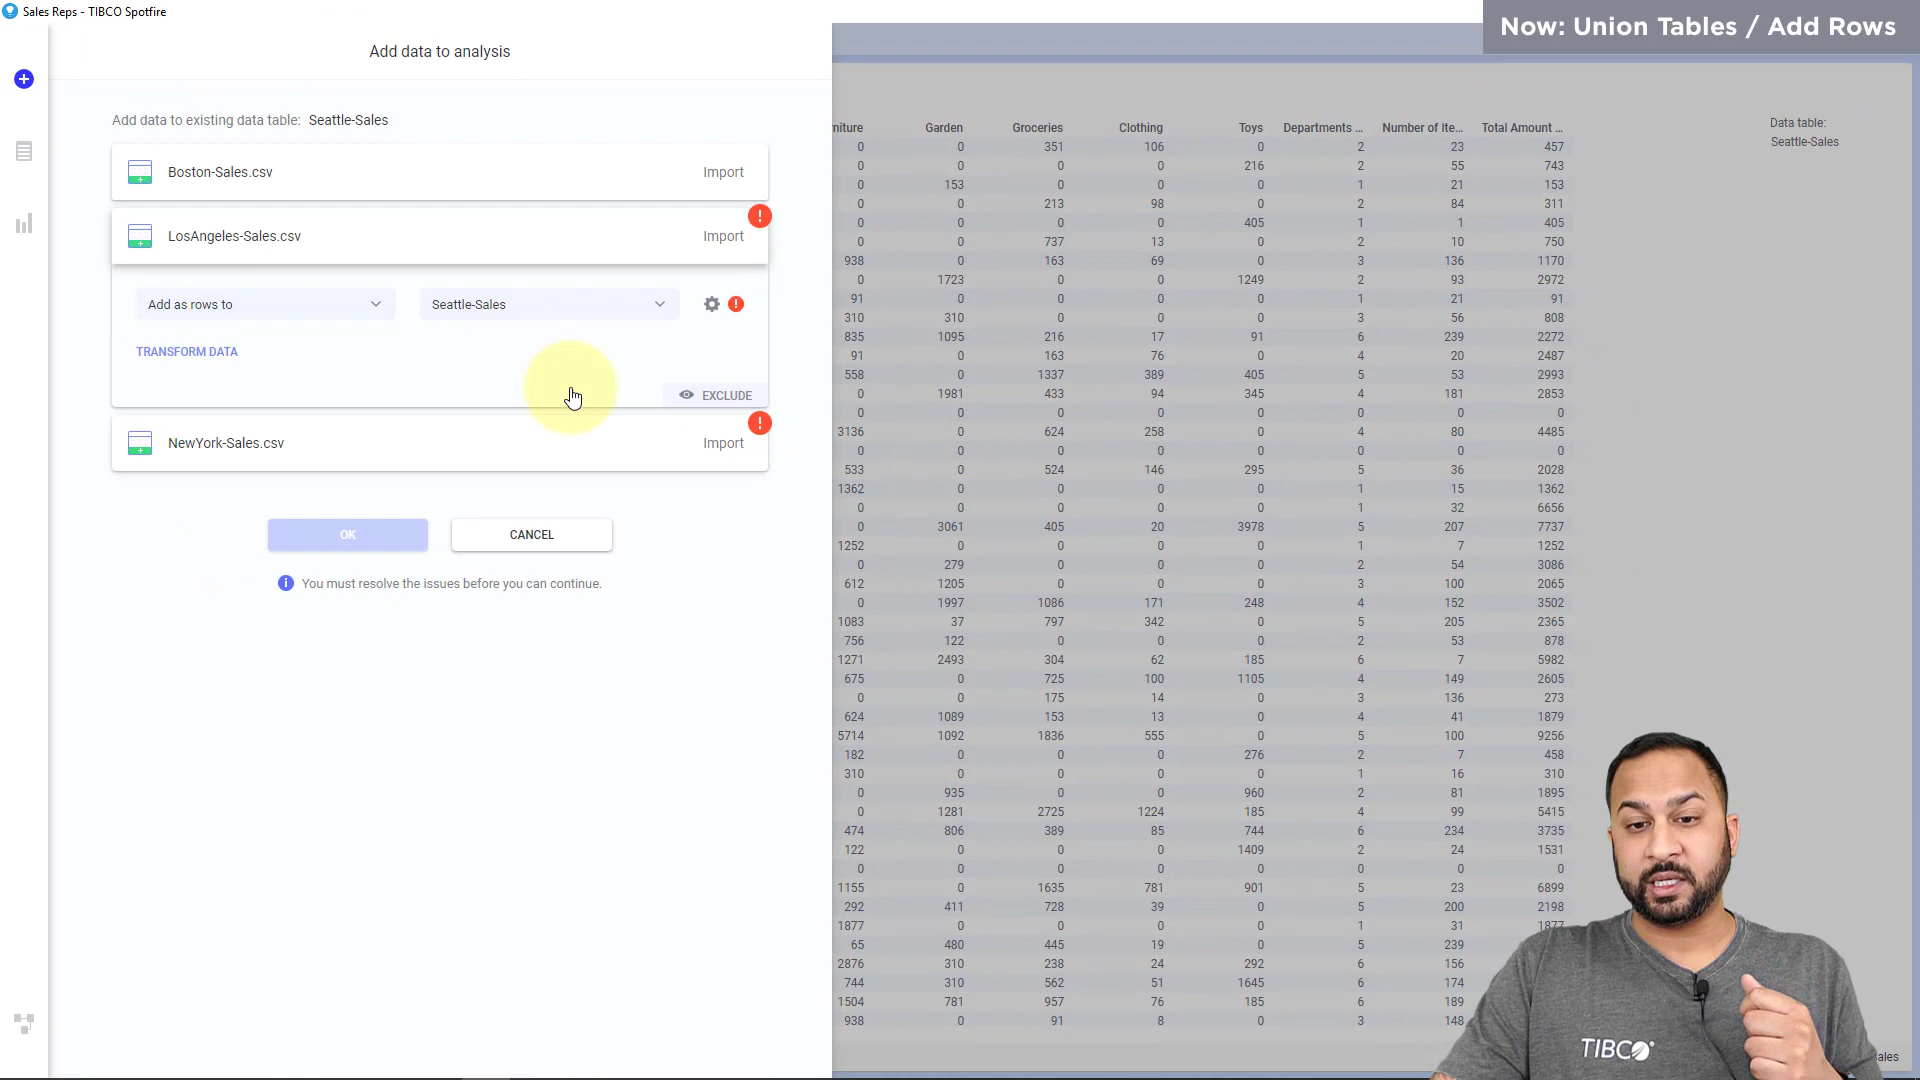 Sales Reps - TIBCO Spotfire
Now: Union Tables / Add Rows
Add data to analysis
Add data to existing data table: Seattle-Sales
Boston-Sales.csv Import
LosAngeles-Sales.csv Import
Add as rows to Seattle-Sales
TRANSFORM DATA
EXCLUDE
NewYork-Sales.csv Import
OK CANCEL
You must resolve the issues before you can continue.
niture Garden Groceries Clothing Toys Departments ... Number of Ite... Total Amount ...
0 0 351 106 0 2 23 457
0 0 0 0 216 2 55 743
0 153 0 0 0 1 21 153
0 0 213 98 0 2 84 311
0 0 0 0 405 1 1 405
0 0 737 13 0 2 10 750
938 0 163 69 0 3 136 1170
0 1723 0 0 1249 2 93 2972
91 0 0 0 0 1 21 91
310 310 0 0 0 3 56 808
835 1095 216 17 91 6 239 2272
91 0 163 76 0 4 20 2487
558 0 1337 389 405 5 53 2993
0 1981 433 94 345 4 181 2853
0 0 0 0 0 0 0 0
3136 0 624 258 0 4 80 4485
0 0 0 0 0 0 0 0
533 0 524 146 295 5 36 2028
1362 0 0 0 0 1 15 1362
0 0 0 0 0 1 32 6656
0 3061 405 20 3978 5 207 7737
1252 0 0 0 0 1 7 1252
0 279 0 0 0 2 54 3086
612 1205 0 0 0 3 100 2065
0 1997 1086 171 248 4 152 3502
1083 37 797 342 0 5 205 2365
756 122 0 0 0 2 53 878
1271 2493 304 62 185 6 7 5982
675 0 725 100 1105 4 149 2605
0 0 175 14 0 3 136 273
624 1089 153 13 0 4 41 1879
5714 1092 1836 555 0 5 100 9256
182 0 0 0 276 2 7 458
310 0 0 0 0 1 16 310
0 935 0 0 960 2 81 1895
0 1281 2725 1224 185 4 99 5415
474 806 389 85 744 6 234 3735
122 0 0 0 1409 2 24 1531
0 0 0 0 0 0 0 0
1155 0 1635 781 901 5 23 6899
292 411 728 39 0 5 200 2198
1877 0 0 0 0 1 31 1877
65 480 445 19 0 5 239
2876 310 238 24 292 6 156
744 310 562 51 1645 6 174
1504 781 957 76 185 6 189
938 0 91 8 0 3 148
Data table:
Seattle-Sales
TIBCO
ales